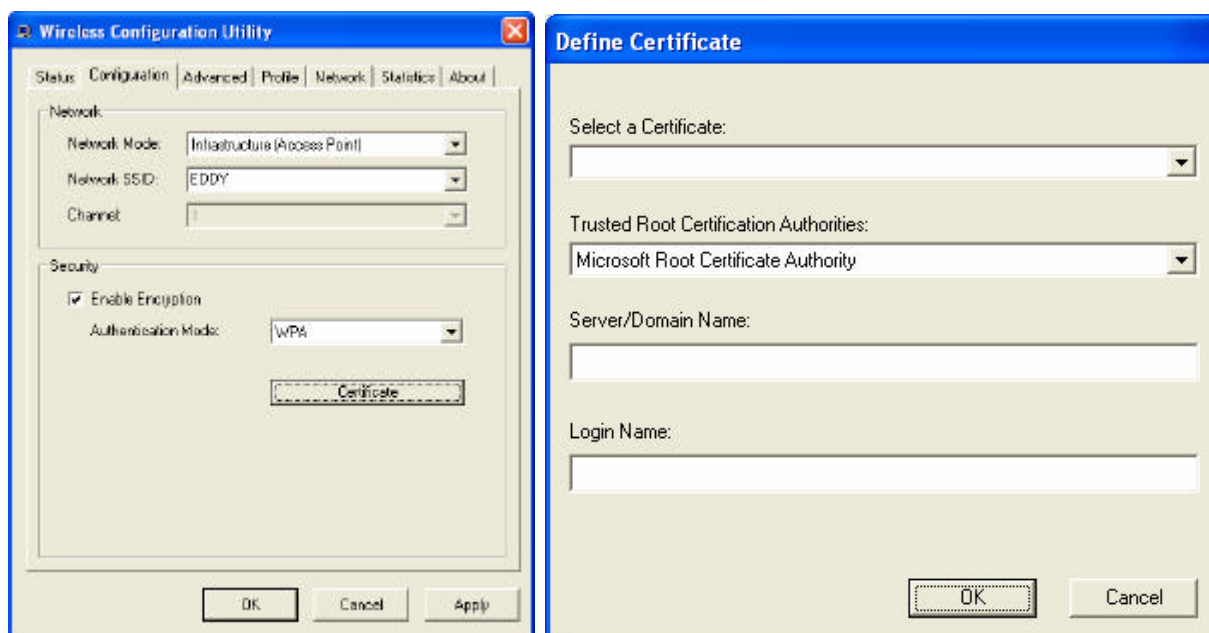 Wireless Configuration Utility
Status Configuration Advanced Profile Network Statistics About
Network
Network Mode: Infrastructure (Access Point)
Network SSID: EDDY
Channel: 1
Security
Enable Encryption
Authentication Mode: WPA
Certificate
OK Cancel Apply
Define Certificate
Select a Certificate:
Trusted Root Certification Authorities:
Microsoft Root Certificate Authority
Server/Domain Name:
Login Name:
OK Cancel